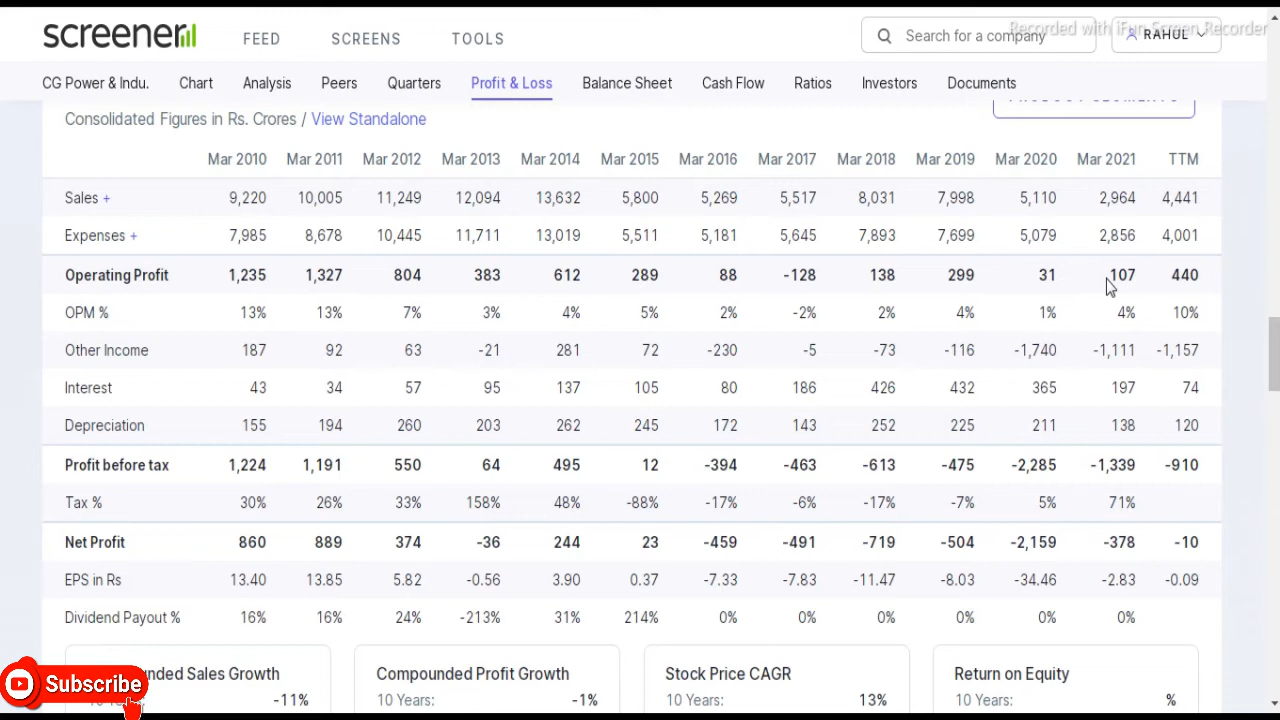 Recorded with iFun Screen Recorder
screener FEED SCREENS TOOLS Search for a company RAHUL
CG Power & Indu. Chart Analysis Peers Quarters Profit & Loss Balance Sheet Cash Flow Ratios Investors Documents
PRODUCT SEGMENTS
Consolidated Figures in Rs. Crores / View Standalone
Mar 2010 Mar 2011 Mar 2012 Mar 2013 Mar 2014 Mar 2015 Mar 2016 Mar 2017 Mar 2018 Mar 2019 Mar 2020 Mar 2021 TTM
Sales + 9,220 10,005 11,249 12,094 13,632 5,800 5,269 5,517 8,031 7,998 5,110 2,964 4,441
Expenses + 7,985 8,678 10,445 11,711 13,019 5,511 5,181 5,645 7,893 7,699 5,079 2,856 4,001
Operating Profit 1,235 1,327 804 383 612 289 88 -128 138 299 31 107 440
OPM % 13% 13% 7% 3% 4% 5% 2% -2% 2% 4% 1% 4% 10%
Other Income 187 92 63 -21 281 72 -230 -5 -73 -116 -1,740 -1,111 -1,157
Interest 43 34 57 95 137 105 80 186 426 432 365 197 74
Depreciation 155 194 260 203 262 245 172 143 252 225 211 138 120
Profit before tax 1,224 1,191 550 64 495 12 -394 -463 -613 -475 -2,285 -1,339 -910
Tax % 30% 26% 33% 158% 48% -88% -17% -6% -17% -7% 5% 71%
Net Profit 860 889 374 -36 244 23 -459 -491 -719 -504 -2,159 -378 -10
EPS in Rs 13.40 13.85 5.82 -0.56 3.90 0.37 -7.33 -7.83 -11.47 -8.03 -34.46 -2.83 -0.09
Dividend Payout % 16% 16% 24% -213% 31% 214% 0% 0% 0% 0% 0% 0%
Subscribe
Sales Growth Compounded Profit Growth Stock Price CAGR Return on Equity
-11% 10 Years: -1% 10 Years: 13% 10 Years: %